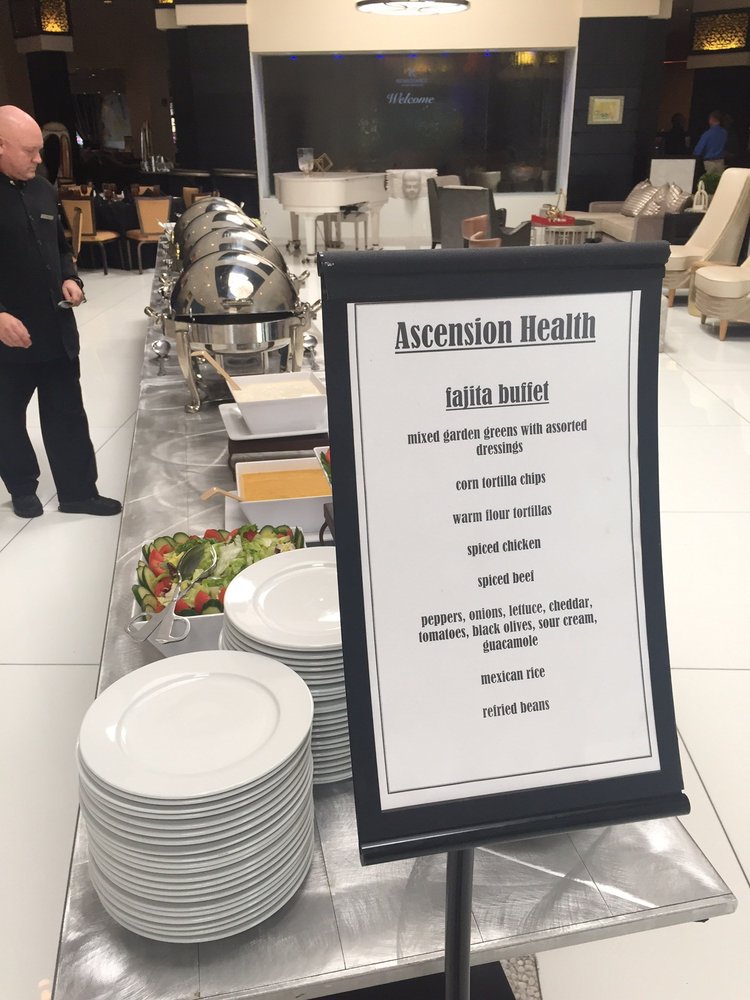 Welcome
Ascension Health
fajita buffet
mixed garden greens with assorted
dressings
corn tortilla chips
warm flour tortillas
spiced chicken
spiced beef
peppers, onions, lettuce, cheddar,
tomatoes, black olives, sour cream,
guacamole
mexican rice
refried beans